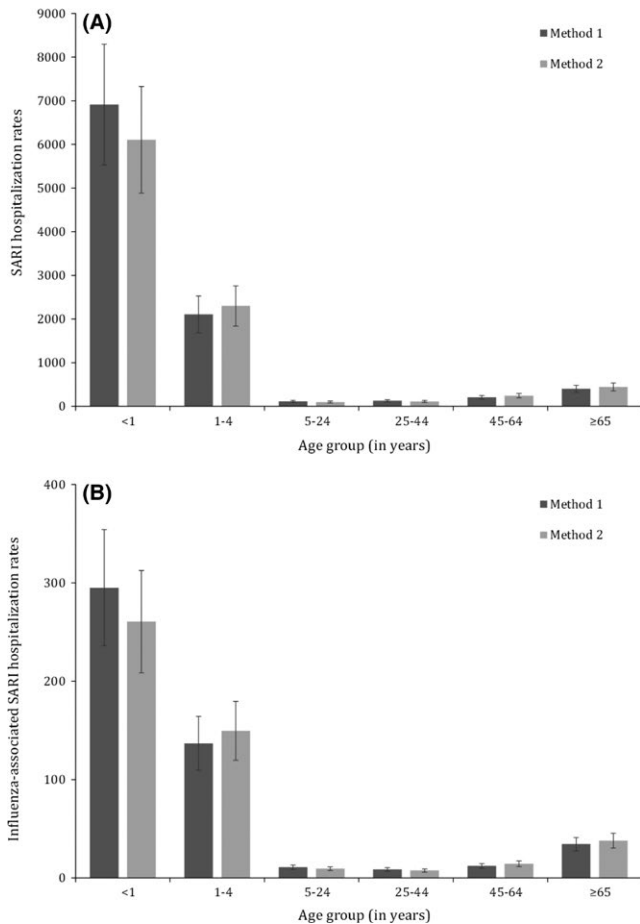 (A)
Method 1
Method 2
SARI hospitalization rates
9000
8000
7000
6000
5000
4000
3000
2000
1000
0
<1 1-4 5-24 25-44 45-64 ≥65
Age group (in years)
(B)
Method 1
Method 2
Influenza-associated SARI hospitalization rates
400
300
200
100
0
<1 1-4 5-24 25-44 45-64 ≥65
Age group (in years)